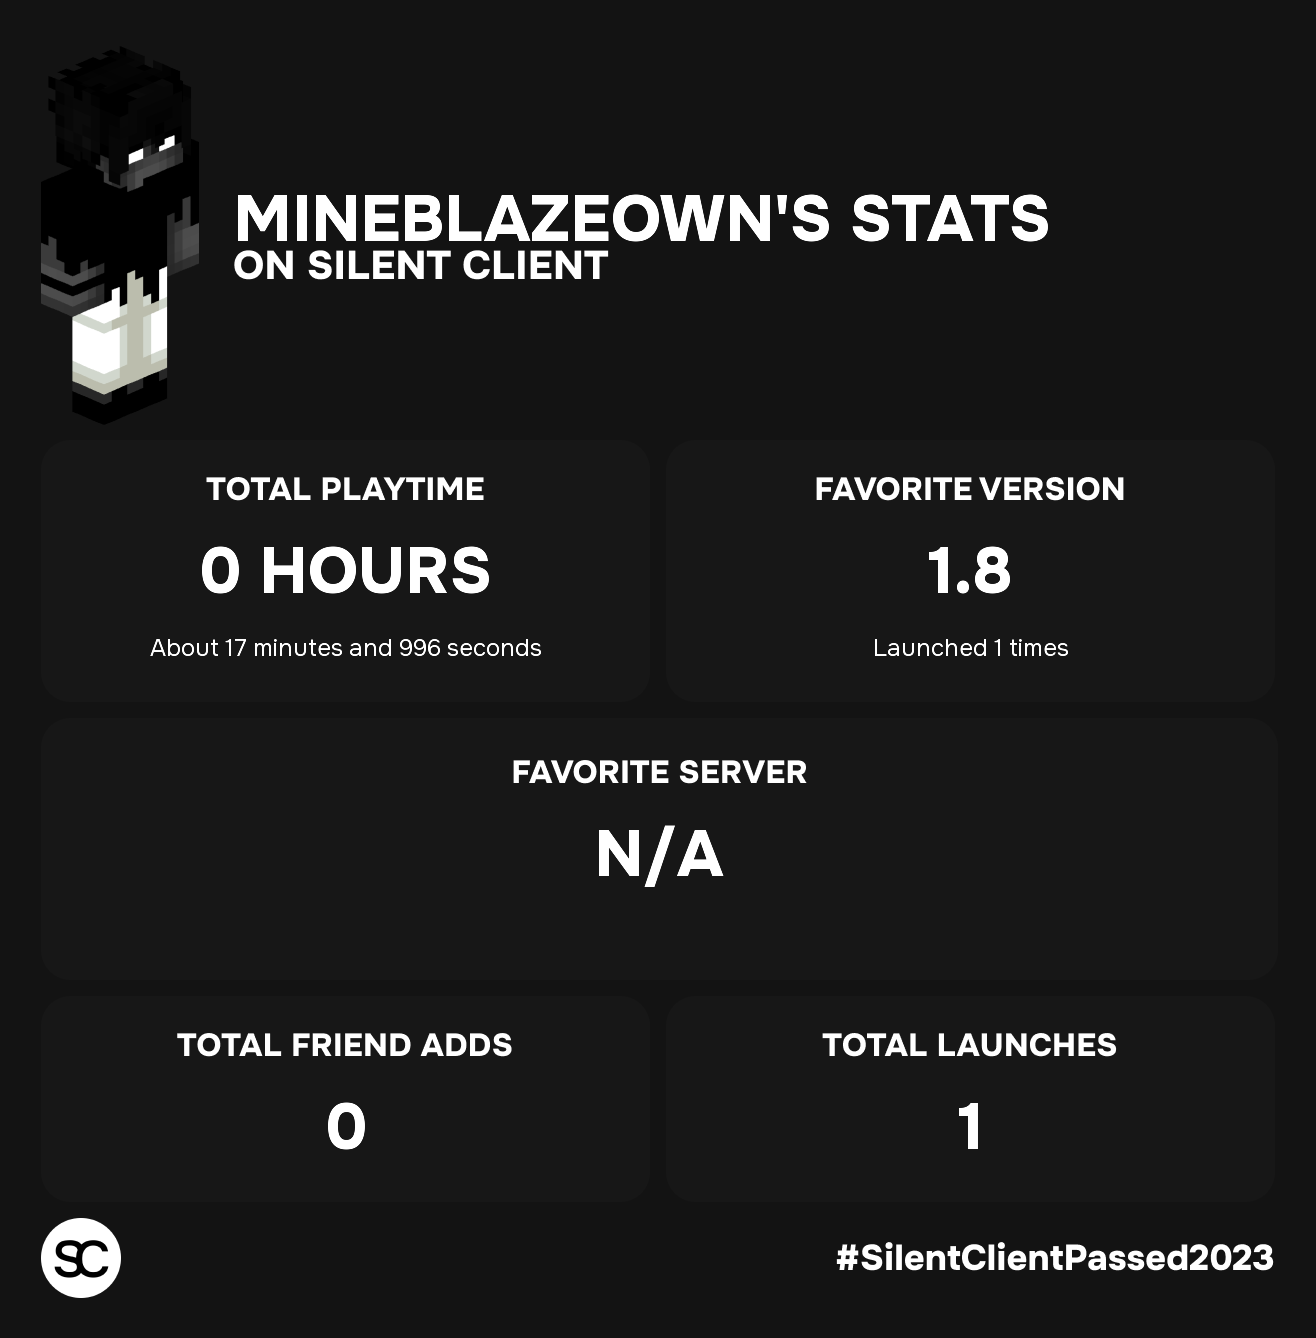 MINEBLAZEOWN'S STATS
ON SILENT CLIENT
TOTAL PLAYTIME
0 HOURS
About 17 minutes and 996 seconds
FAVORITE VERSION
1.8
Launched 1 times
FAVORITE SERVER
N/A
TOTAL FRIEND ADDS
0
TOTAL LAUNCHES
1
SC
#SilentClientPassed2023